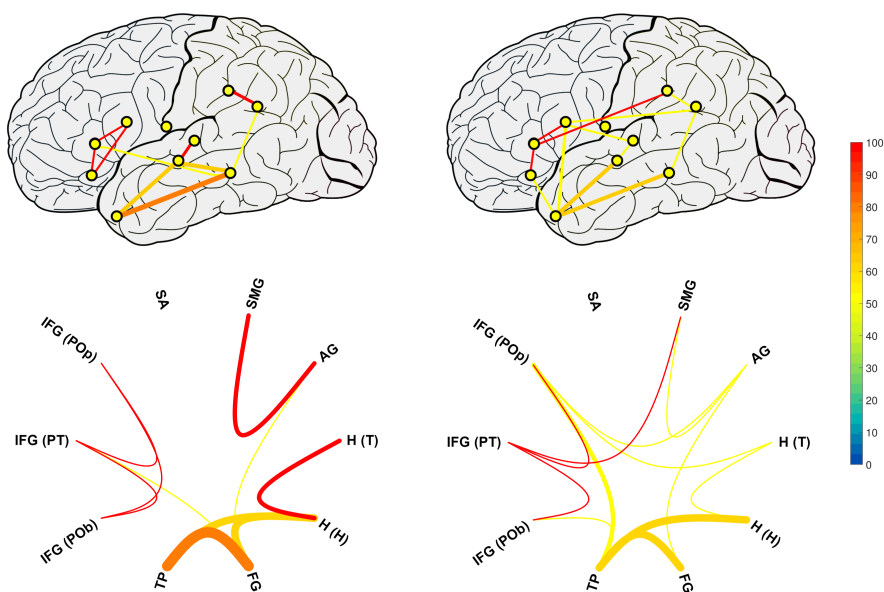 SA
SMG
IFG (POp)
AG
IFG (PT)
H (T)
IFG (POb)
H (H)
TP
FG
SA
SMG
IFG (POp)
AG
IFG (PT)
H (T)
IFG (POb)
H (H)
TP
FG
100
90
80
70
60
50
40
30
20
10
0